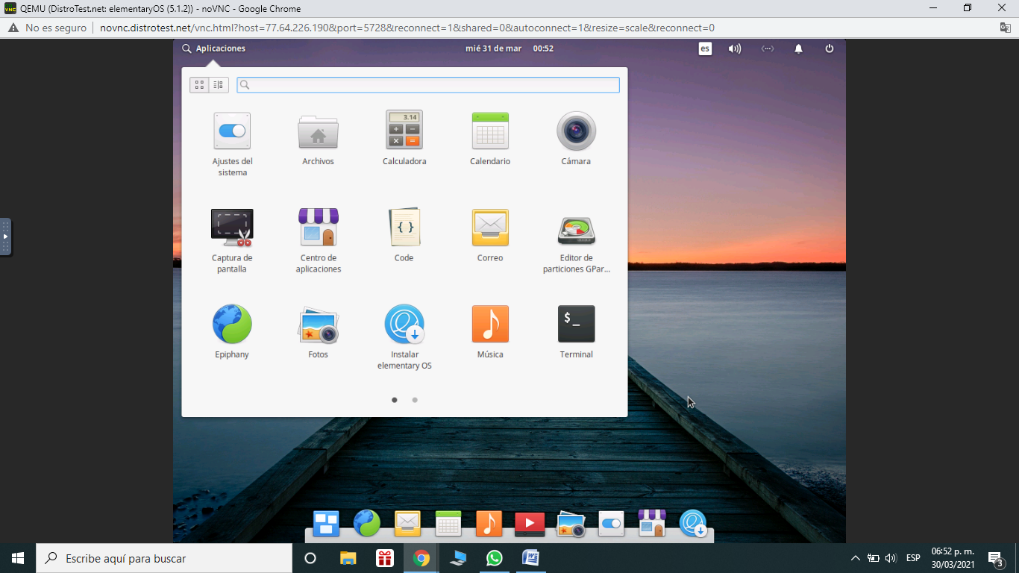 QEMU (DistroTest.net: elementaryOS (5.1.2)) - noVNC - Google Chrome
No es seguro
novnc.distrotest.net/vnc.html?host=77.64.226.190&port=5728&reconnect=1&shared=0&autoconnect=1&resize=scale&reconnect=0
Aplicaciones
mié 31 de mar 00:52
es
3.14
Ajustes del
sistema
Archivos
Calculadora
Calendario
Cámara
{ }
Captura de
pantalla
Centro de
aplicaciones
Code
Correo
Editor de
particiones GPar...
$ _
Epiphany
Fotos
Instalar
elementary OS
Música
Terminal
Escribe aquí para buscar
ESP
06:52 p. m.
30/03/2021
3